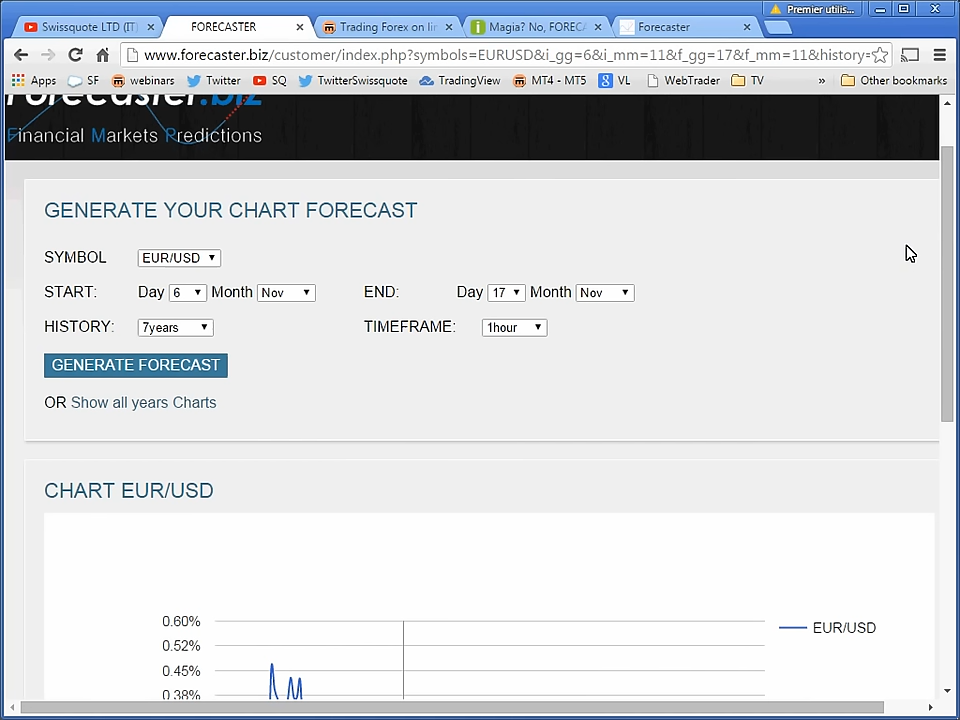 Premier utilis...
Swissquote LTD (IT
FORECASTER
Trading Forex on lin
Magia? No, FORECA
Forecaster
www.forecaster.biz/customer/index.php?symbols=EURUSD&i_gg=6&i_mm=11&f_gg=17&f_mm=11&history=
Apps SF webinars Twitter SQ TwitterSwissquote TradingView MT4 - MT5 VL WebTrader TV » Other bookmarks
Forecaster.biz
Financial Markets Predictions
GENERATE YOUR CHART FORECAST
SYMBOL EUR/USD
START: Day 6 Month Nov END: Day 17 Month Nov
HISTORY: 7years TIMEFRAME: 1hour
GENERATE FORECAST
OR Show all years Charts
CHART EUR/USD
0.60%
EUR/USD
0.52%
0.45%
0.38%